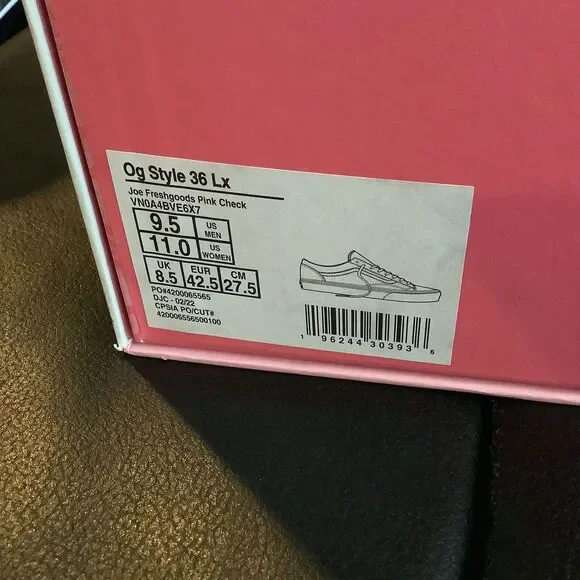 Og Style 36 Lx
Joe Freshgoods Pink Check
VN0A4BVE6X7
9.5 US MEN
11.0 US WOMEN
UK EUR CM
8.5 42.5 27.5
PO#4200065565
DJC - 02/22
CPSIA PO/CUT#
420006556500100
1 96244 30393 6